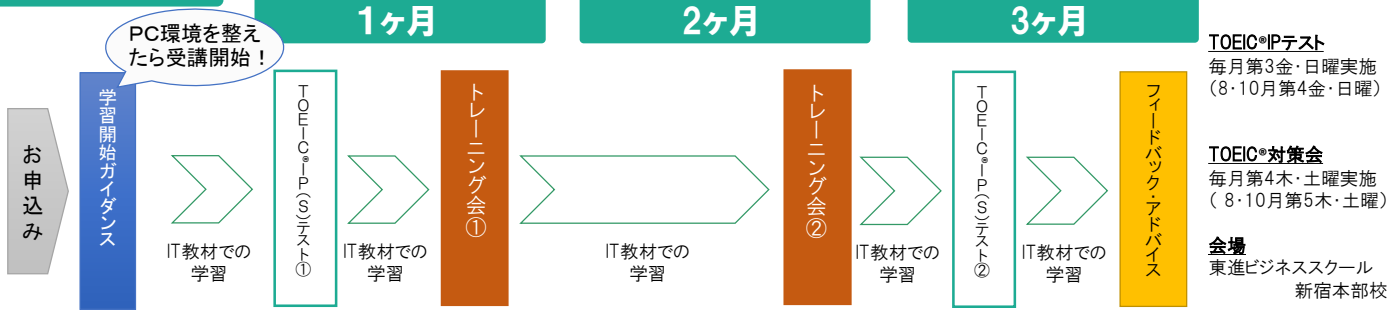 1ヶ月
2ヶ月
3ヶ月
PC環境を整え
たら受講開始！
お申込み
学習開始ガイダンス
IT教材での
学習
TOEIC®IP(S)テスト①
IT教材での
学習
トレーニング会①
IT教材での
学習
トレーニング会②
IT教材での
学習
TOEIC®IP(S)テスト②
IT教材での
学習
フィードバック・アドバイス
TOEIC®IPテスト
毎月第3金・日曜実施
（8・10月第4金・日曜）
TOEIC®対策会
毎月第4木・土曜実施
（ 8・10月第5木・土曜）
会場
東進ビジネススクール
新宿本部校